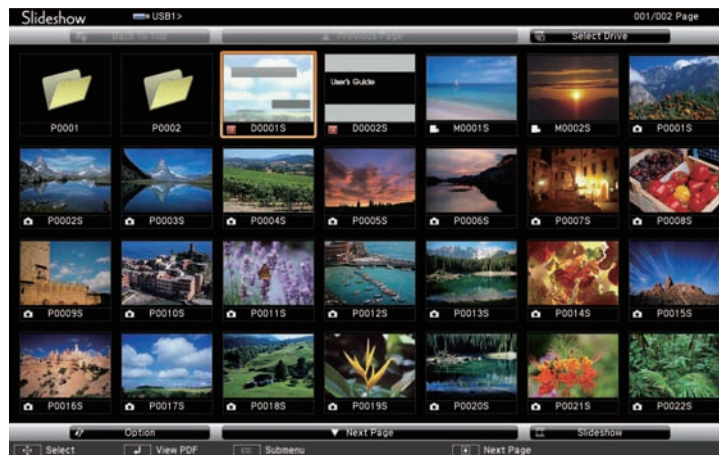 Slideshow USB1> 001/002 Page
Back to Top Previous Page Select Drive
User's Guide
P0001 P0002 D0001S D0002S M0001S M0002S P0001S
P0002S P0003S P0004S P0005S P0006S P0007S P0008S
P0009S P0010S P0011S P0012S P0013S P0014S P0015S
P0016S P0017S P0018S P0019S P0020S P0021S P0022S
Option Next Page Slideshow
Select View PDF ESC Submenu Next Page